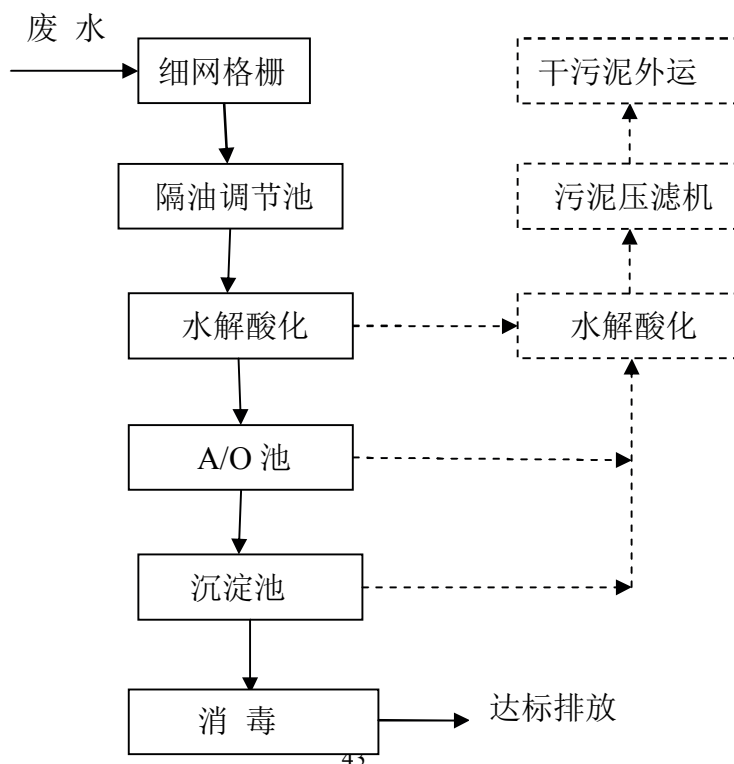 废 水
细网格栅
干污泥外运
隔油调节池
污泥压滤机
水解酸化
水解酸化
A/O 池
沉淀池
消 毒
达标排放
43